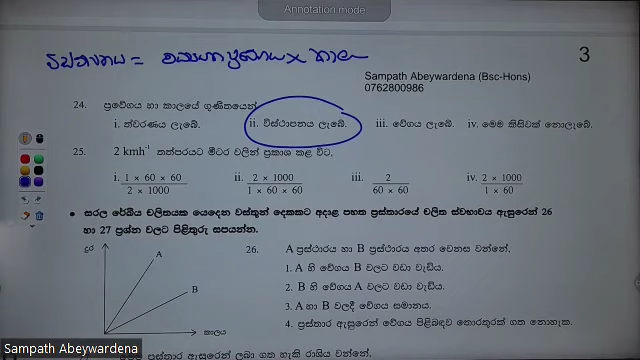 Annotation mode
විස්ථාපනය = × කාලය
3
Sampath Abeywardena (Bsc-Hons)
0762800986
24. ප්‍රවේගය හා කාලයේ ගුණිතයෙන්
i. ත්වරණය ලැබේ. ii. විස්ථාපනය ලැබේ. iii. වේගය ලැබේ. iv. මෙම කිසිවක් නොලැබේ.
25. 2 kmh⁻¹ තත්පරයට මීටර වලින් ප්‍රකාශ කළ විට,
i. 1 × 60 × 60 / 2 × 1000 ii. 2 × 1000 / 1 × 60 × 60 iii. 2 / 60 × 60 iv. 2 × 1000 / 1 × 60
• සරල රේඛීය චලිතයක යෙදෙන වස්තූන් දෙකකට අදාළ පහත ප්‍රස්තාරයේ චලිත ස්වභාවය ඇසුරෙන් 26
හා 27 ප්‍රශ්න වලට පිළිතුරු සපයන්න.
දුර
A
B
කාලය
26. A ප්‍රස්ථාරය හා B ප්‍රස්ථාරය අතර වෙනස වන්නේ,
1. A හි වේගය B වලට වඩා වැඩිය.
2. B හි වේගය A වලට වඩා වැඩිය.
3. A හා B වලදී වේගය සමානය.
4. ප්‍රස්තාර ඇසුරෙන් වේගය පිළිබඳව තොරතුරක් ගත නොහැක.
Sampath Abeywardena
ප්‍රස්තාර ඇසුරෙන් ලබා ගත හැකි රාශිය වන්නේ,